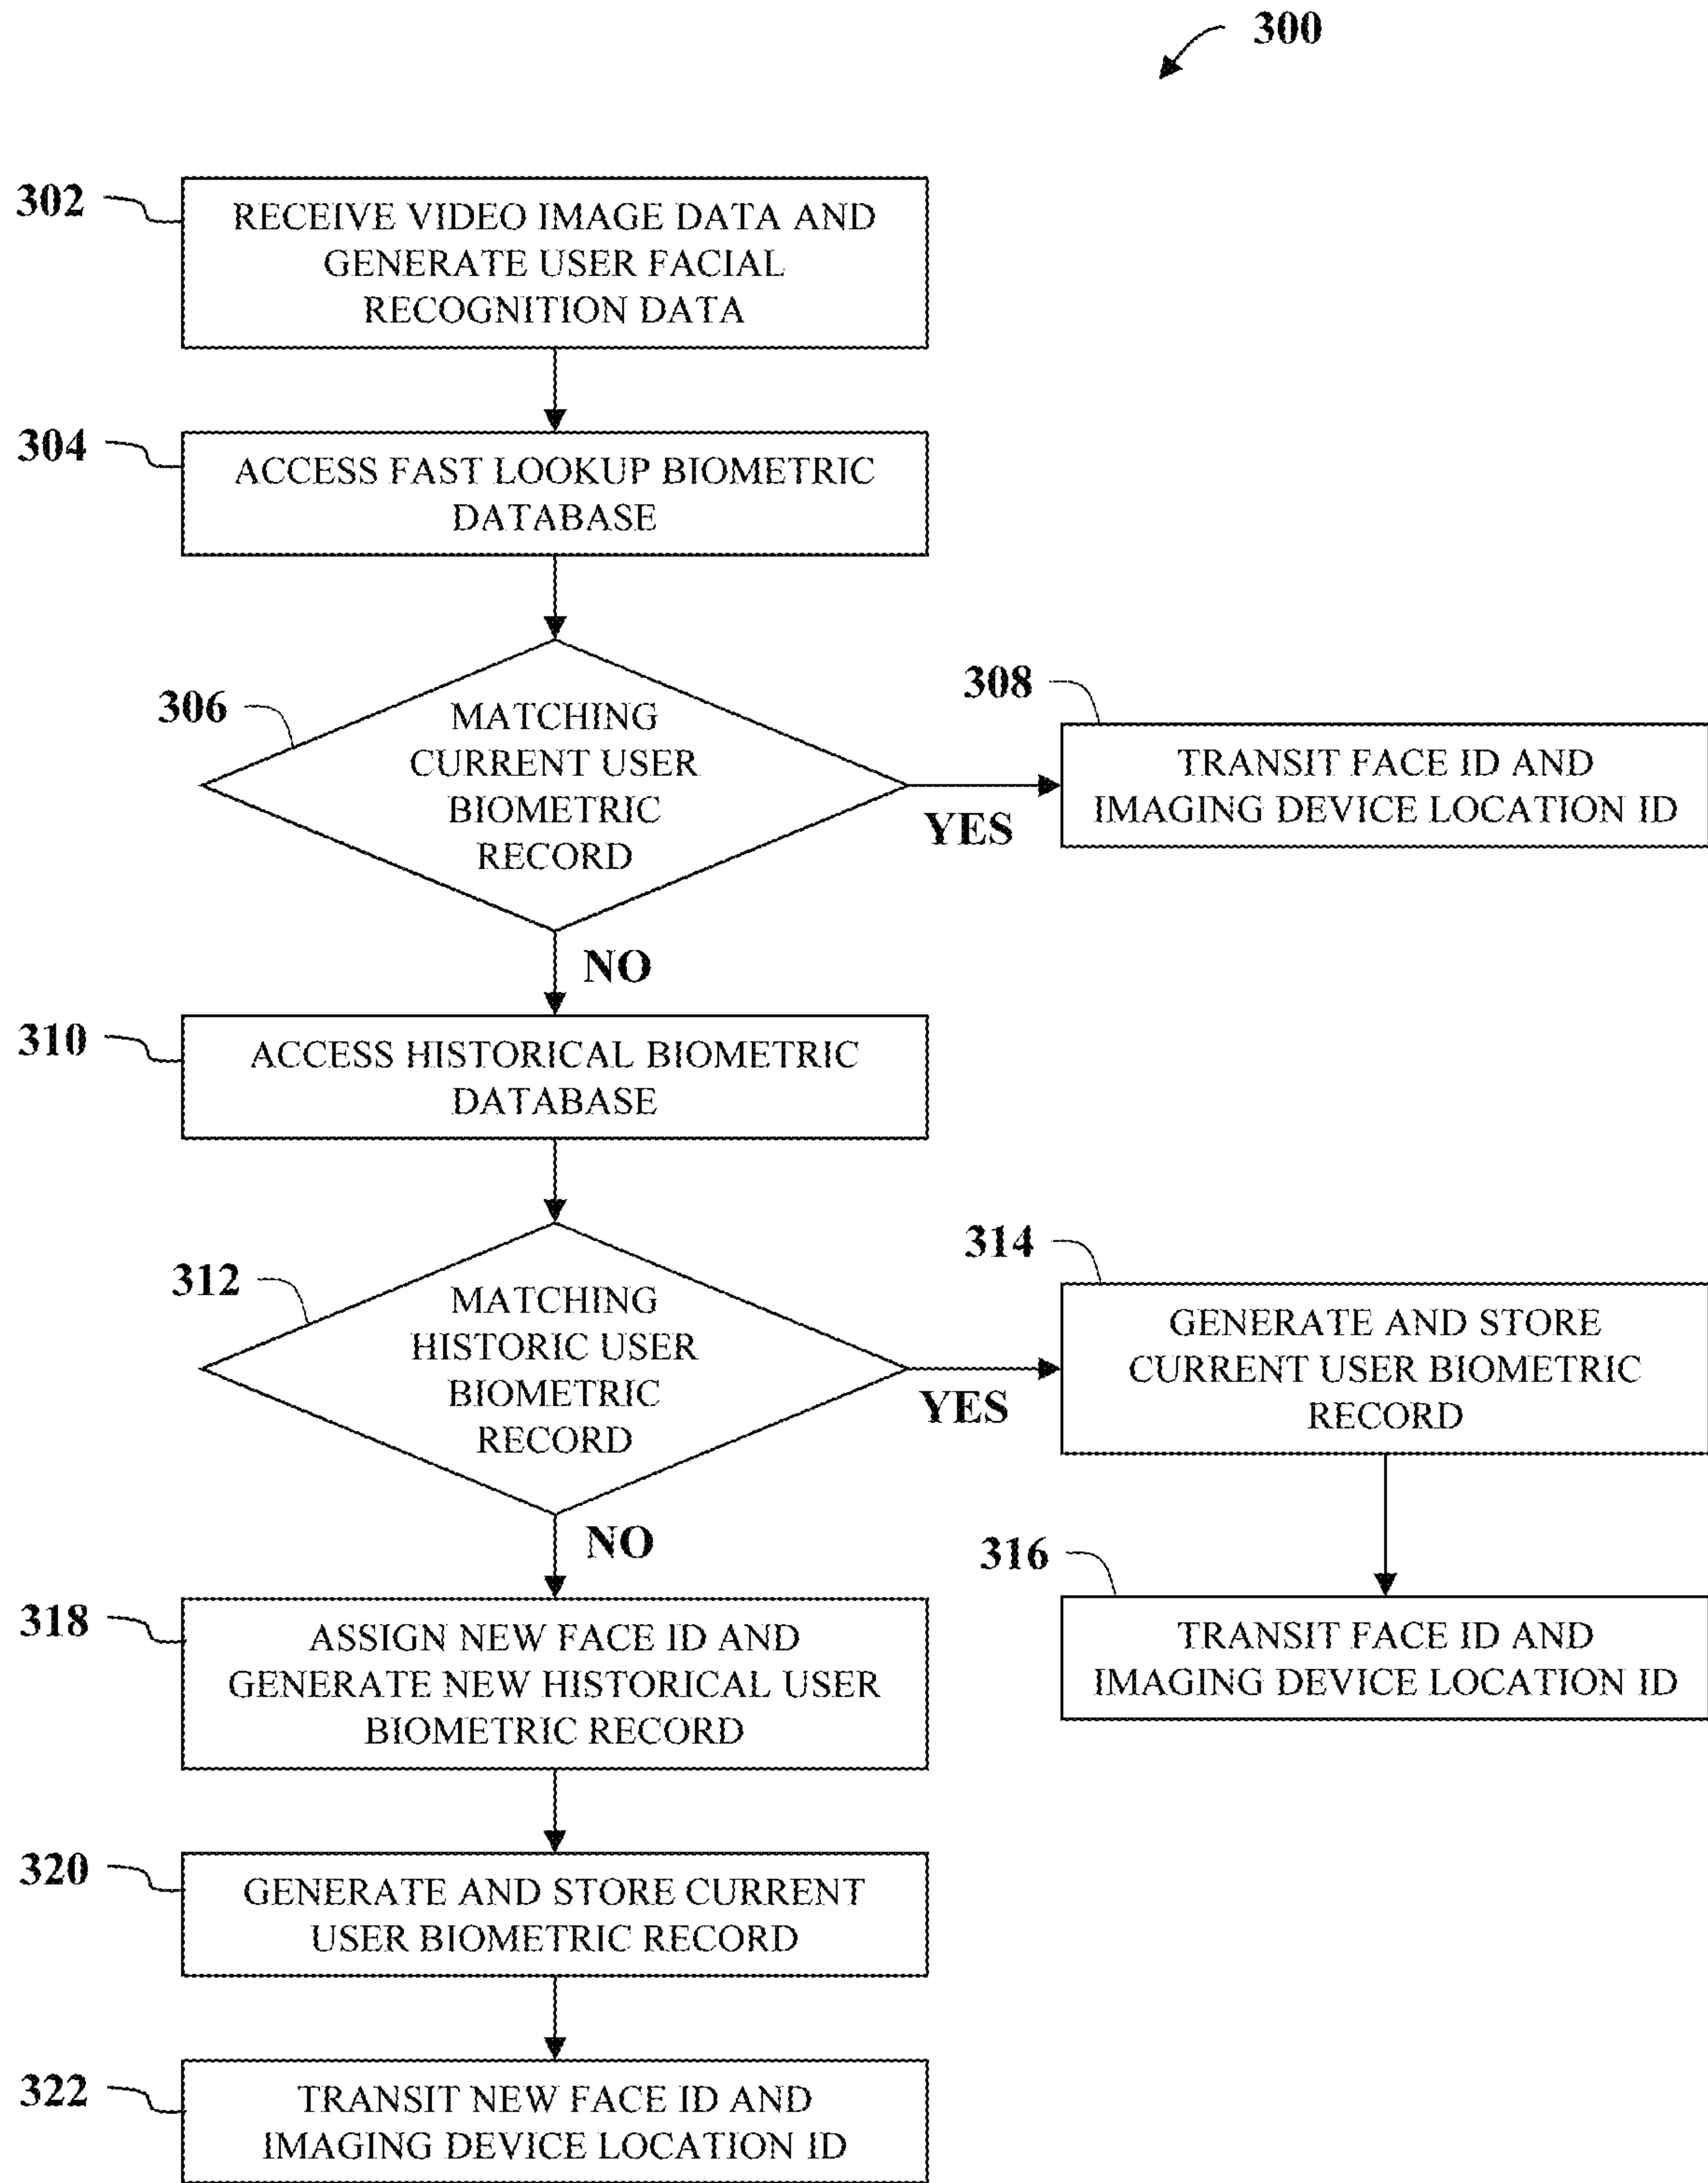 300
302
RECEIVE VIDEO IMAGE DATA AND
GENERATE USER FACIAL
RECOGNITION DATA
304
ACCESS FAST LOOKUP BIOMETRIC
DATABASE
306
MATCHING
CURRENT USER
BIOMETRIC
RECORD
YES
308
TRANSIT FACE ID AND
IMAGING DEVICE LOCATION ID
NO
310
ACCESS HISTORICAL BIOMETRIC
DATABASE
312
MATCHING
HISTORIC USER
BIOMETRIC
RECORD
YES
314
GENERATE AND STORE
CURRENT USER BIOMETRIC
RECORD
316
TRANSIT FACE ID AND
IMAGING DEVICE LOCATION ID
NO
318
ASSIGN NEW FACE ID AND
GENERATE NEW HISTORICAL USER
BIOMETRIC RECORD
320
GENERATE AND STORE CURRENT
USER BIOMETRIC RECORD
322
TRANSIT NEW FACE ID AND
IMAGING DEVICE LOCATION ID